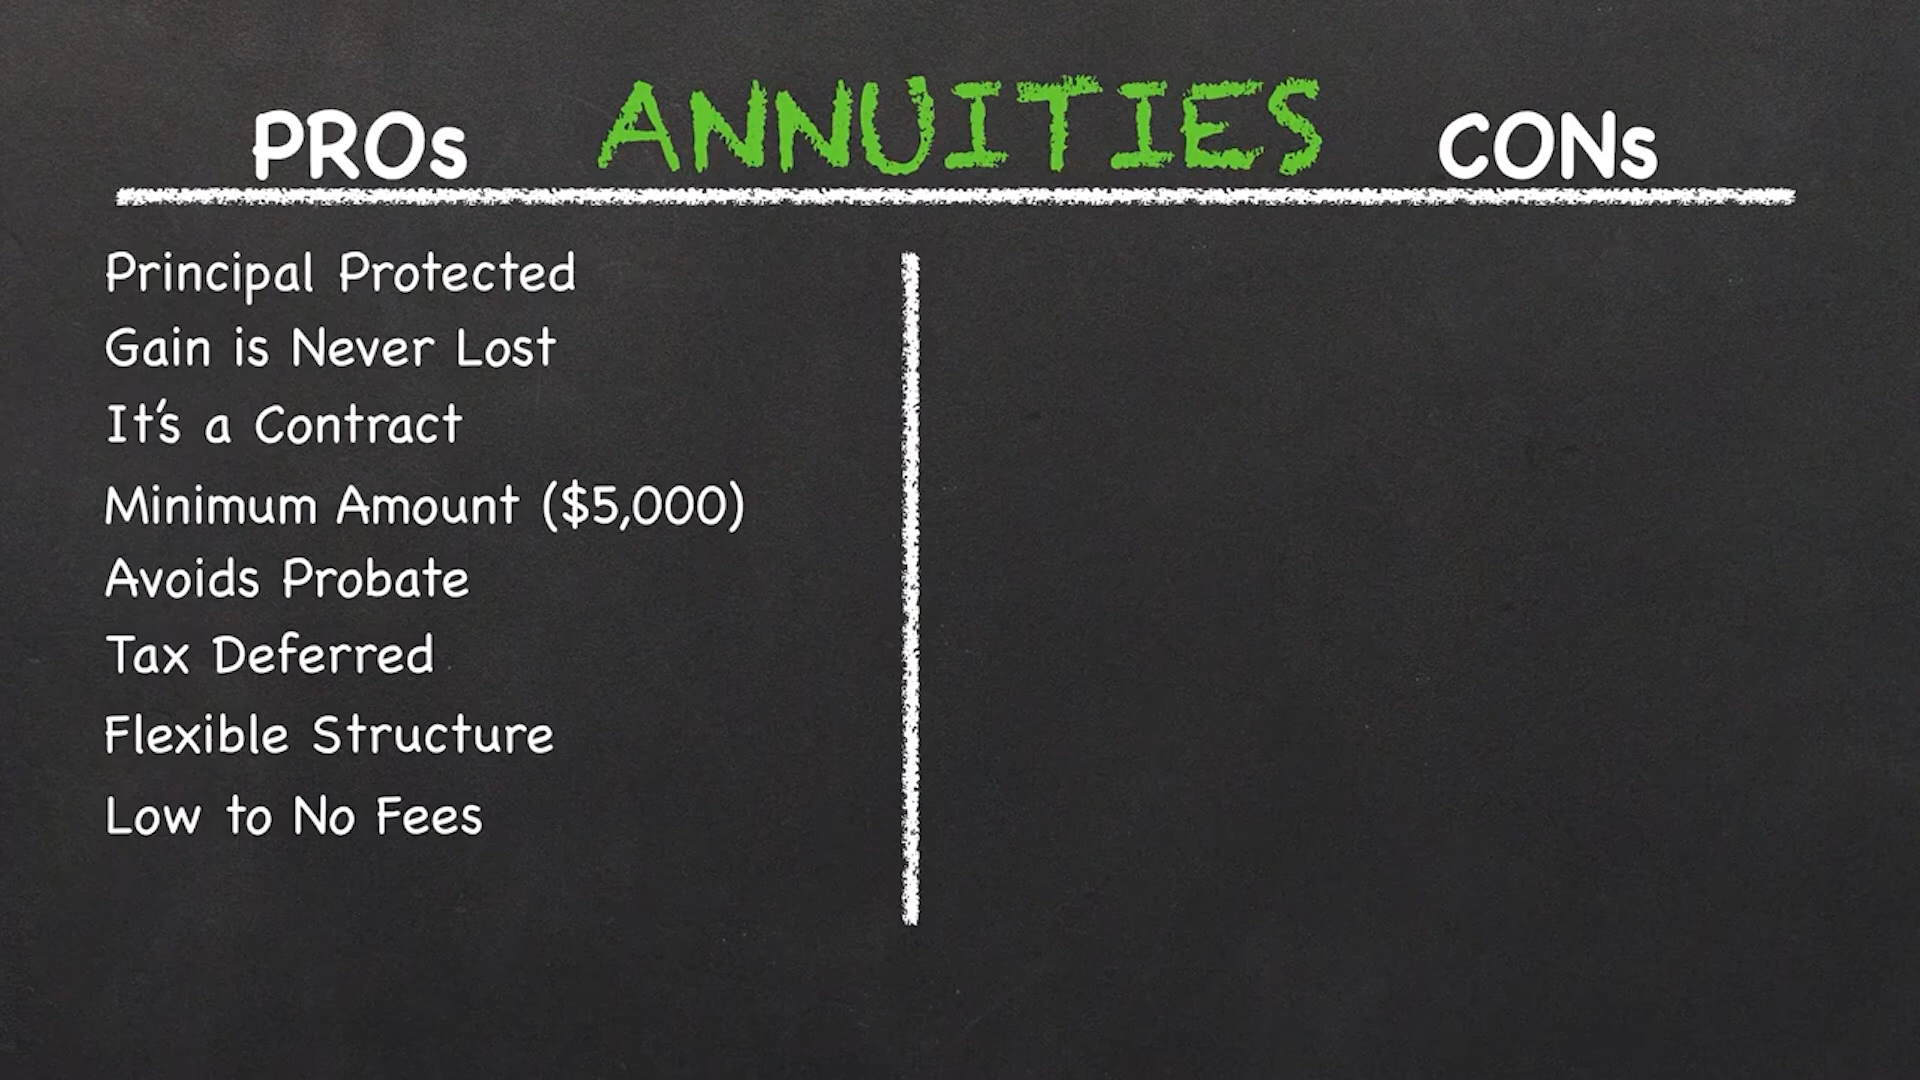 PROs ANNUITIES CONs
Principal Protected
Gain is Never Lost
It's a Contract
Minimum Amount ($5,000)
Avoids Probate
Tax Deferred
Flexible Structure
Low to No Fees